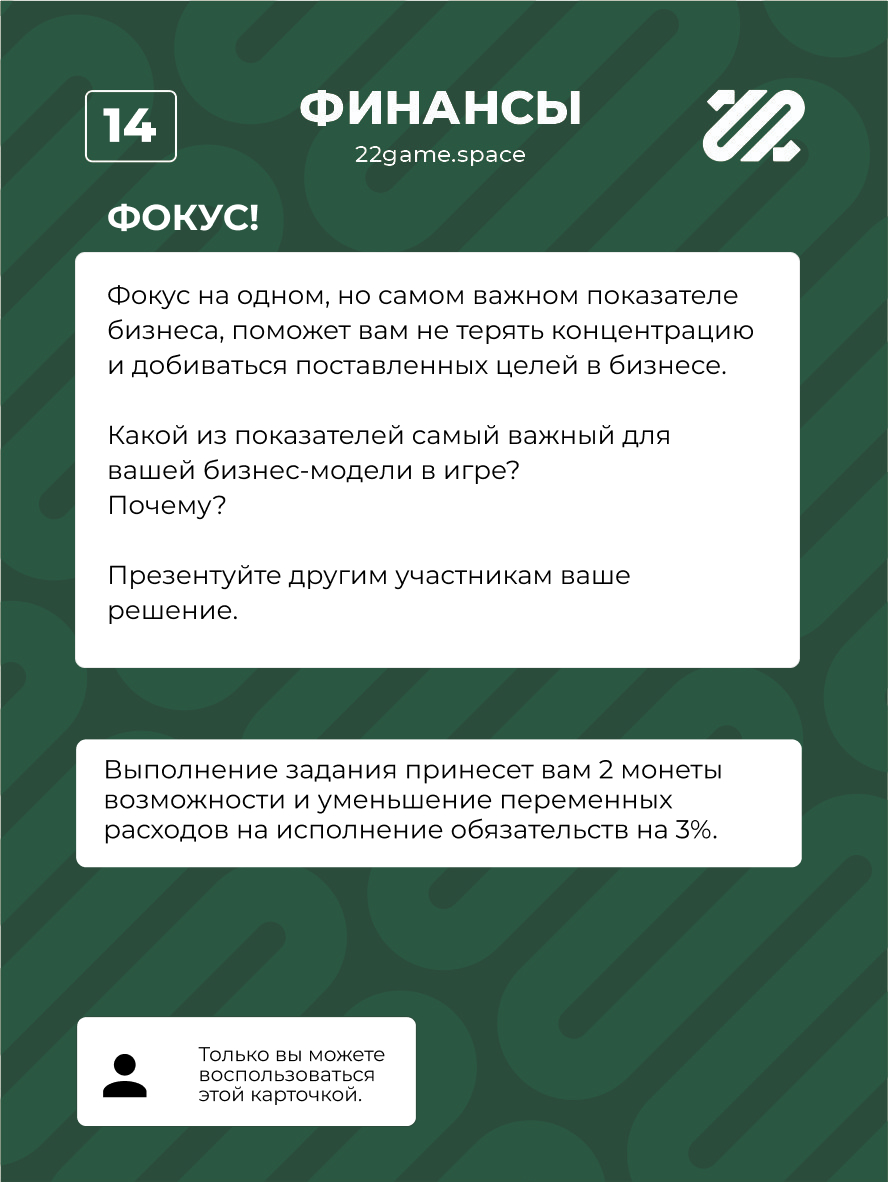 14
ФИНАНСЫ
22game.space
ФОКУС!
Фокус на одном, но самом важном показателе
бизнеса, поможет вам не терять концентрацию
и добиваться поставленных целей в бизнесе.
Какой из показателей самый важный для
вашей бизнес-модели в игре?
Почему?
Презентуйте другим участникам ваше
решение.
Выполнение задания принесет вам 2 монеты
возможности и уменьшение переменных
расходов на исполнение обязательств на 3%.
Только вы можете
воспользоваться
этой карточкой.